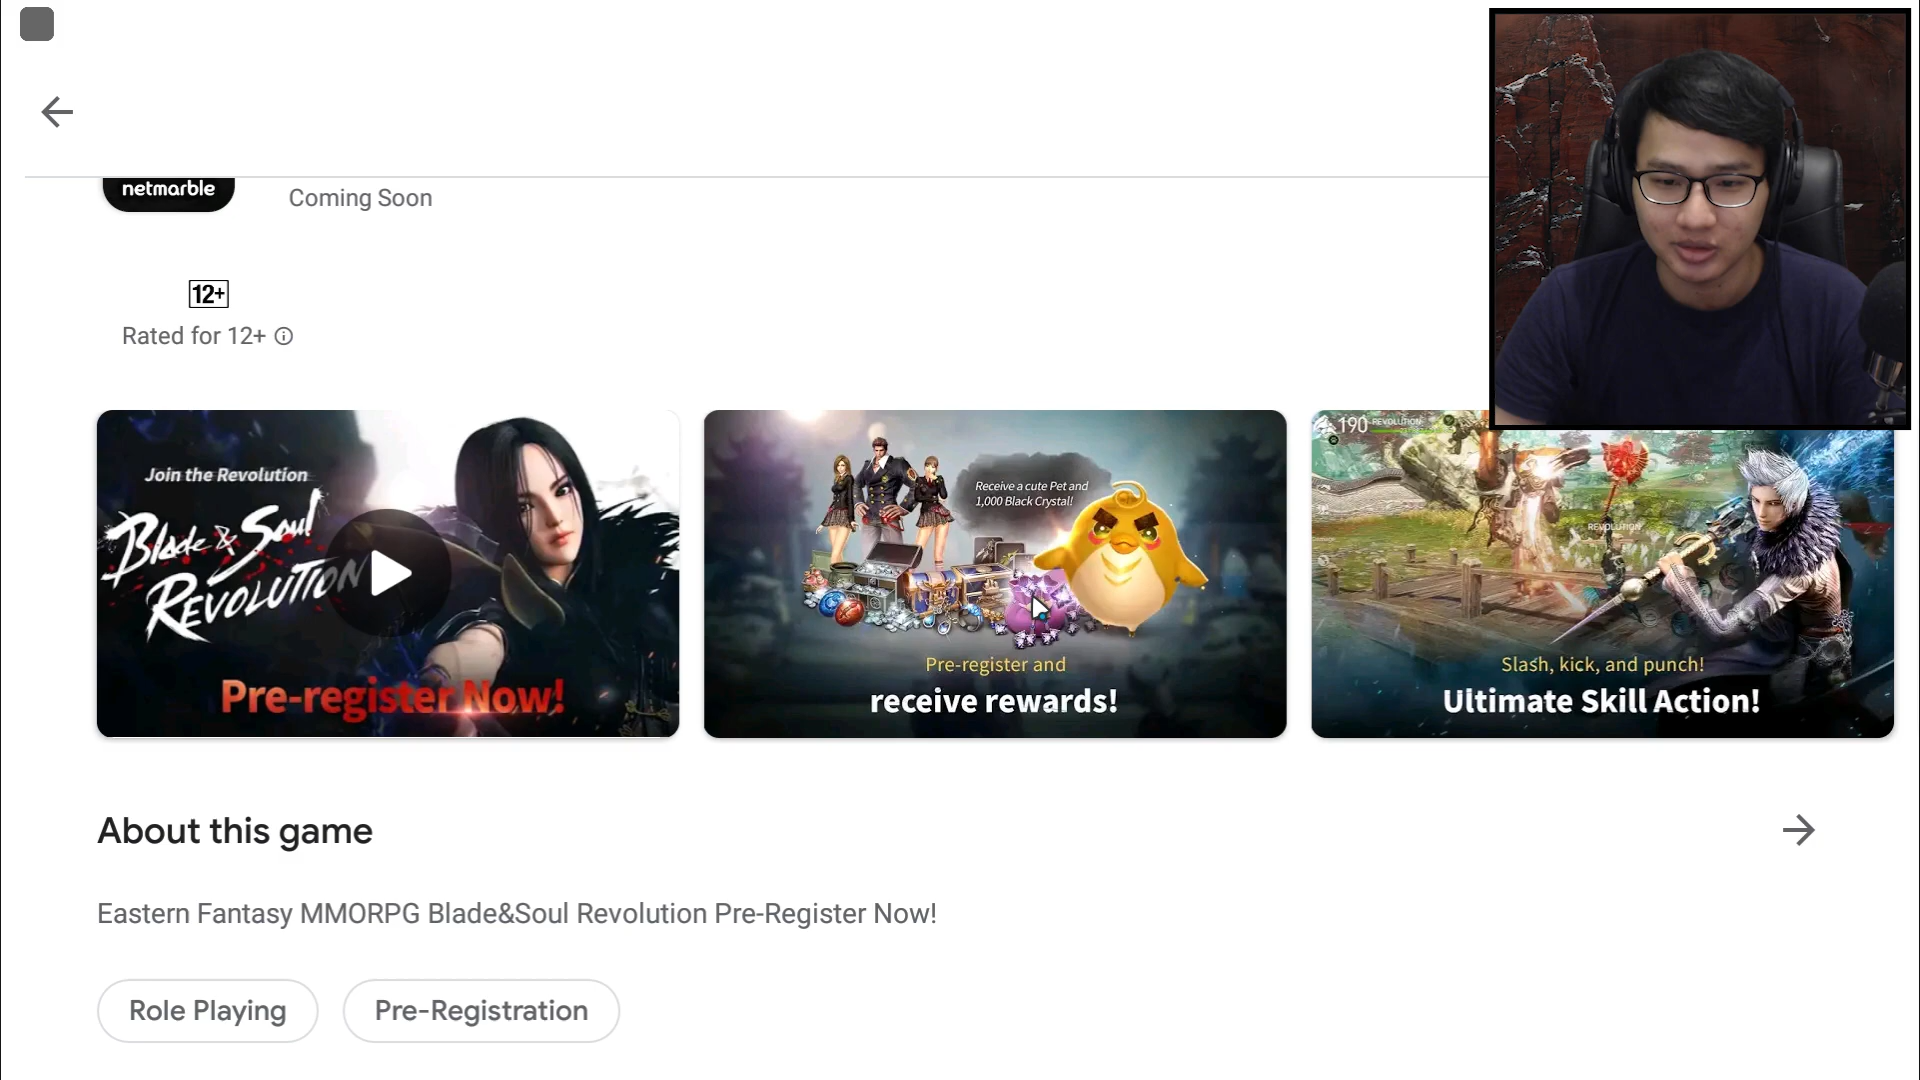 netmarble
Coming Soon
12+
Rated for 12+
Join the Revolution
Blade & Soul
REVOLUTION
Pre-register Now!
Receive a cute Pet and
1,000 Black Crystal!
Pre-register and
receive rewards!
190 REVOLUTION
REVOLUTION
Slash, kick, and punch!
Ultimate Skill Action!
About this game
Eastern Fantasy MMORPG Blade&Soul Revolution Pre-Register Now!
Role Playing
Pre-Registration